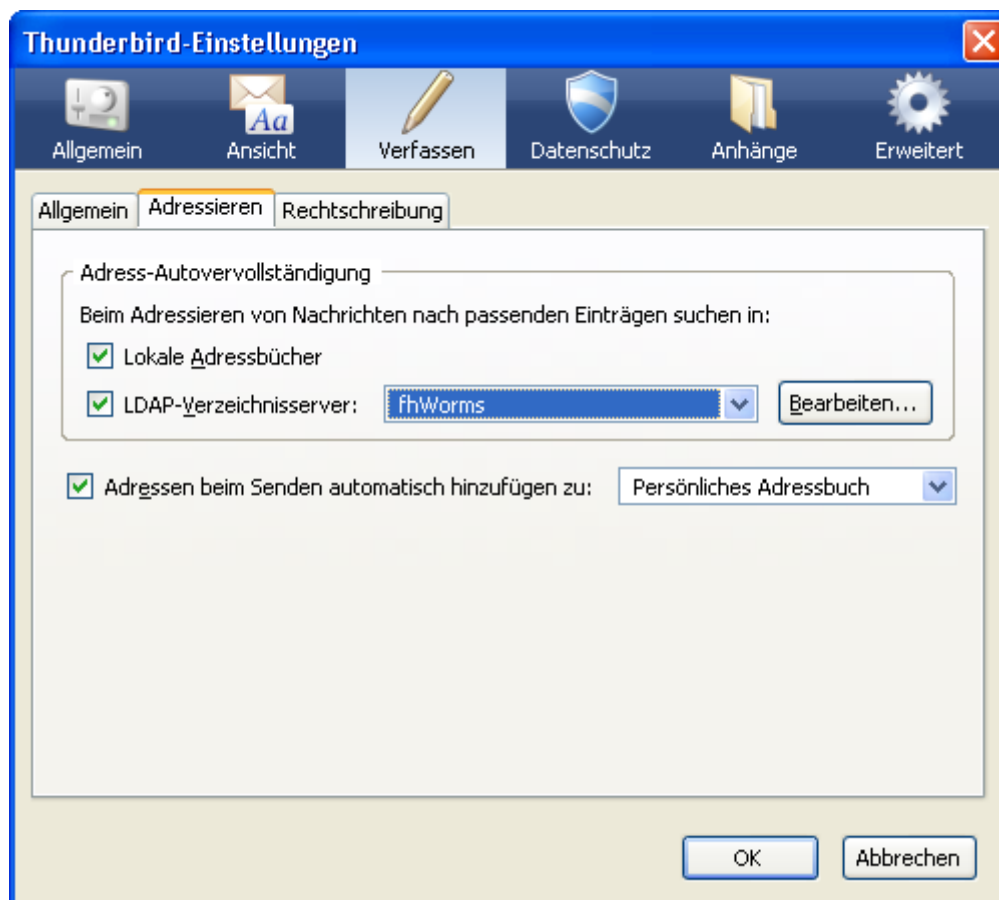 Thunderbird-Einstellungen
Aa
Allgemein Ansicht Verfassen Datenschutz Anhänge Erweitert
Allgemein Adressieren Rechtschreibung
Adress-Autovervollständigung
Beim Adressieren von Nachrichten nach passenden Einträgen suchen in:
Lokale Adressbücher
LDAP-Verzeichnisserver: fhWorms Bearbeiten...
Adressen beim Senden automatisch hinzufügen zu: Persönliches Adressbuch
OK Abbrechen